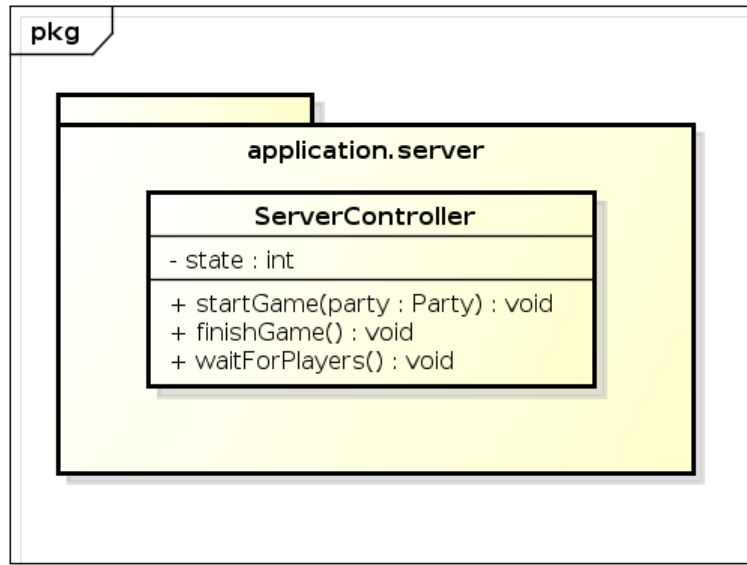 pkg
application.server
ServerController
- state : int
+ startGame(party : Party) : void
+ finishGame() : void
+ waitForPlayers() : void